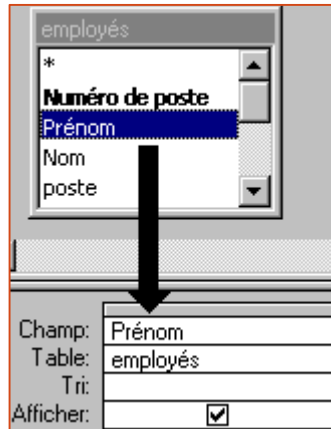 employés
*
Numéro de poste
Prénom
Nom
poste
Champ: Prénom
Table: employés
Tri:
Afficher: